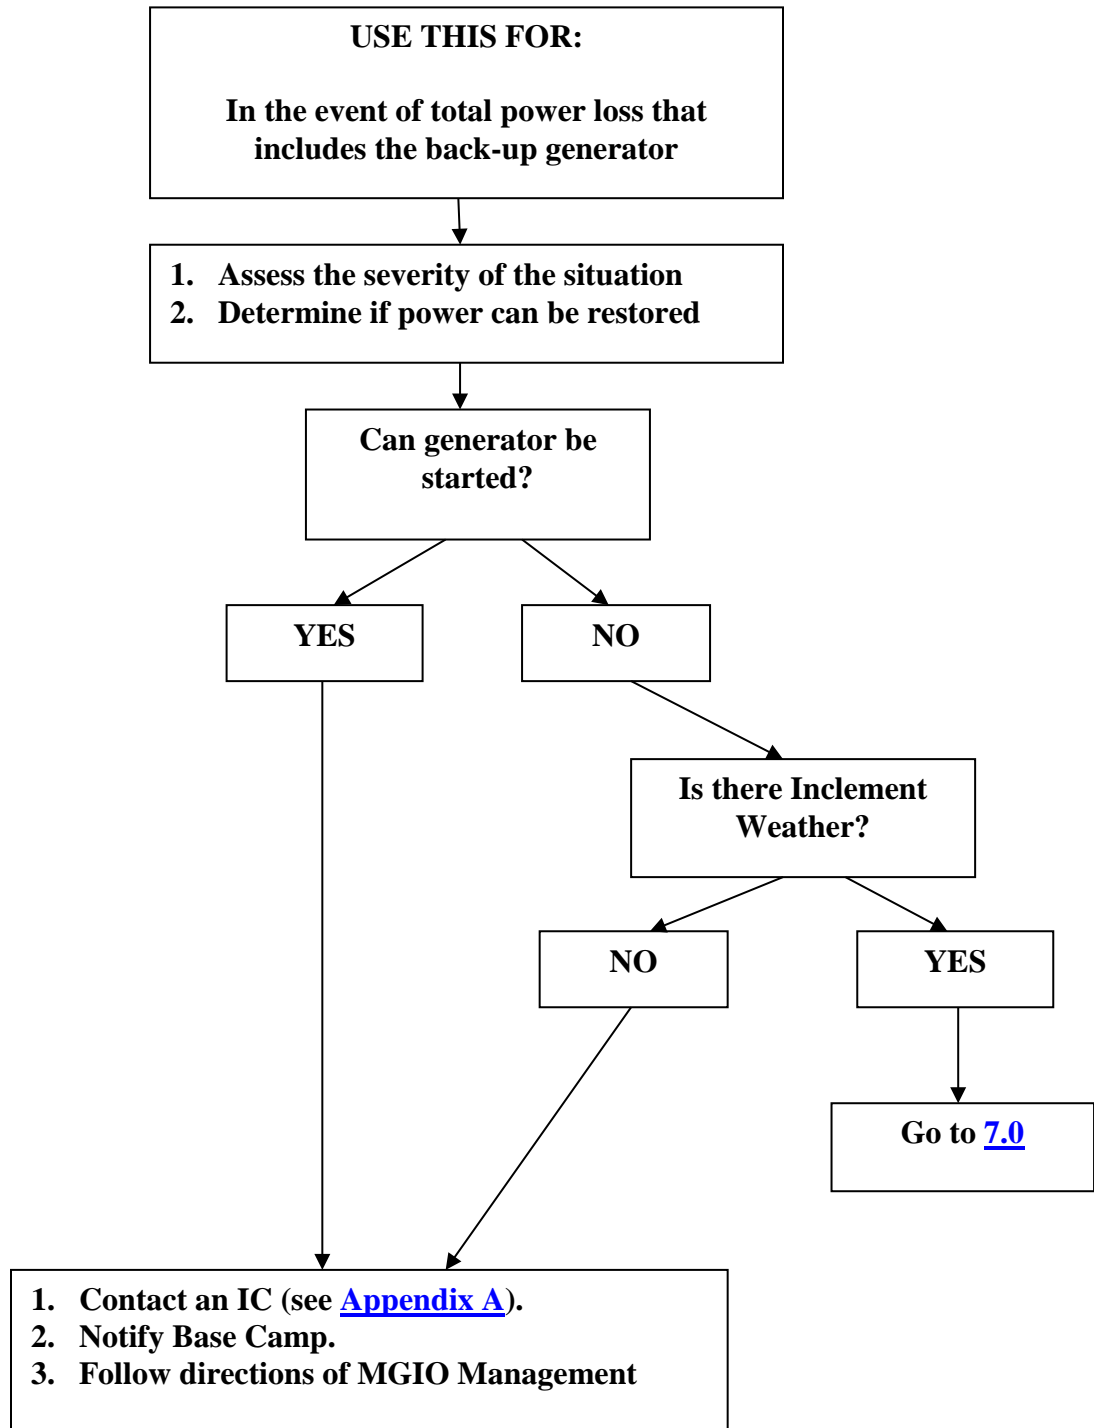 USE THIS FOR:
In the event of total power loss that
includes the back-up generator
1. Assess the severity of the situation
2. Determine if power can be restored
Can generator be
started?
YES
NO
Is there Inclement
Weather?
NO
YES
Go to 7.0
1. Contact an IC (see Appendix A).
2. Notify Base Camp.
3. Follow directions of MGIO Management